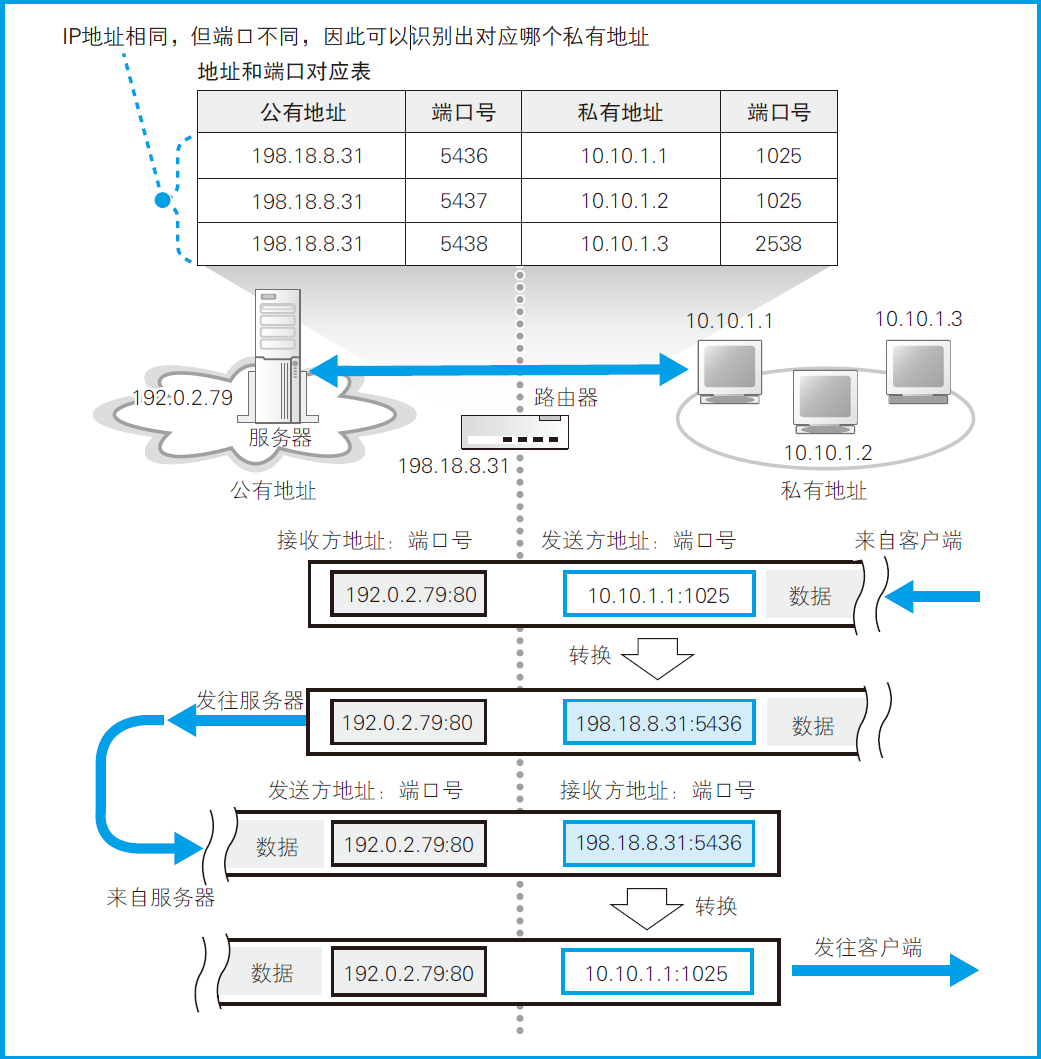 IP地址相同，但端口不同，因此可以识别出对应哪个私有地址
地址和端口对应表
公有地址 端口号 私有地址 端口号
198.18.8.31 5436 10.10.1.1 1025
198.18.8.31 5437 10.10.1.2 1025
198.18.8.31 5438 10.10.1.3 2538
10.10.1.1
10.10.1.3
192.0.2.79
服务器
路由器
198.18.8.31
10.10.1.2
公有地址
私有地址
接收方地址：端口号 发送方地址：端口号 来自客户端
192.0.2.79:80 10.10.1.1:1025 数据
转换
发往服务器
192.0.2.79:80 198.18.8.31:5436 数据
发送方地址：端口号 接收方地址：端口号
数据 192.0.2.79:80 198.18.8.31:5436
来自服务器
转换
发往客户端
数据 192.0.2.79:80 10.10.1.1:1025